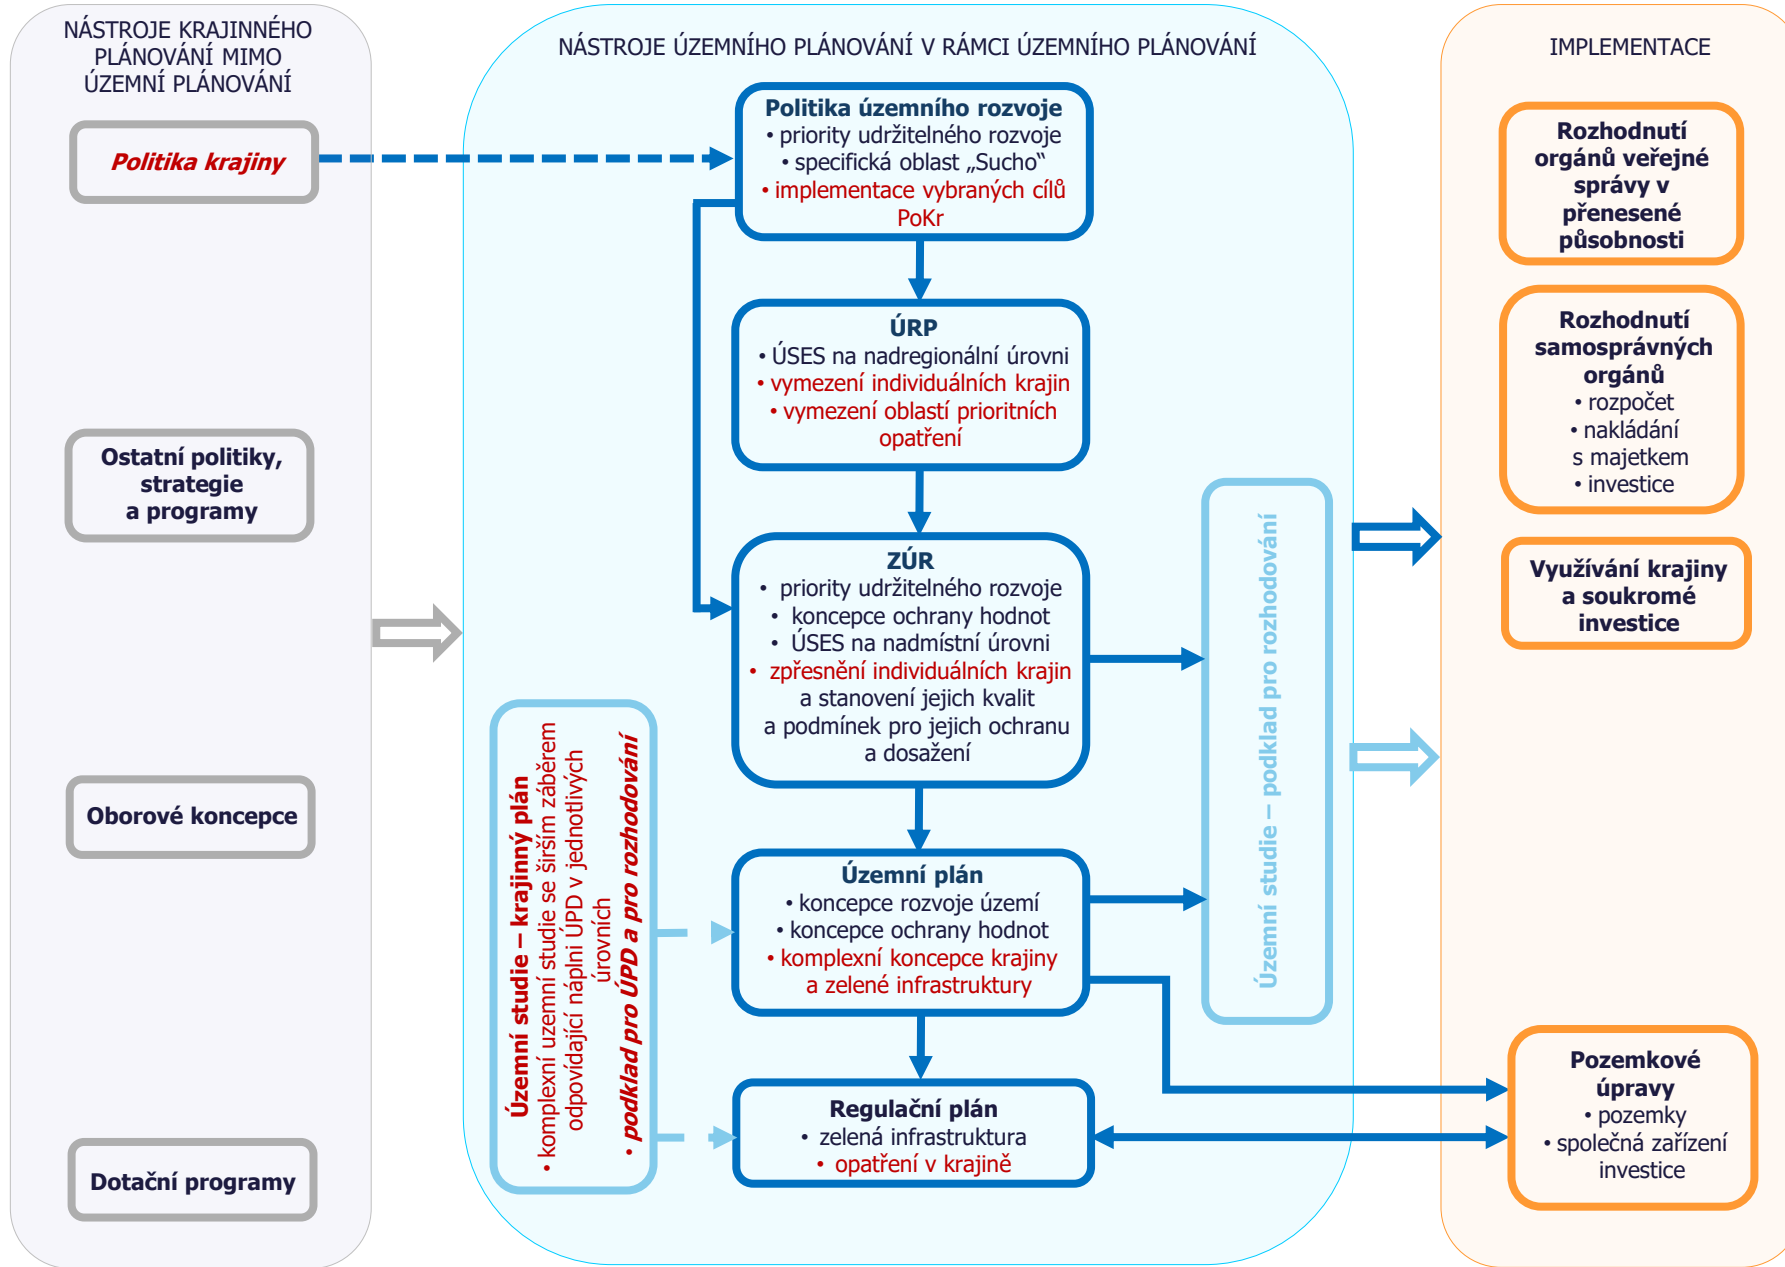 NÁSTROJE KRAJINNÉHO
PLÁNOVÁNÍ MIMO
ÚZEMNÍ PLÁNOVÁNÍ
Politika krajiny
Ostatní politiky,
strategie
a programy
Oborové koncepce
Dotační programy
NÁSTROJE ÚZEMNÍHO PLÁNOVÁNÍ V RÁMCI ÚZEMNÍHO PLÁNOVÁNÍ
Politika územního rozvoje
• priority udržitelného rozvoje
• specifická oblast „Sucho“
• implementace vybraných cílů
PoKr
ÚRP
• ÚSES na nadregionální úrovni
• vymezení individuálních krajin
• vymezení oblastí prioritních
opatření
ZÚR
• priority udržitelného rozvoje
• koncepce ochrany hodnot
• ÚSES na nadmístní úrovni
• zpřesnění individuálních krajin
a stanovení jejich kvalit
a podmínek pro jejich ochranu
a dosažení
Územní studie – krajinný plán
• komplexní uzemní studie se širším záběrem
odpovídající náplni ÚPD v jednotlivých
úrovních
• podklad pro ÚPD a pro rozhodování
Územní plán
• koncepce rozvoje území
• koncepce ochrany hodnot
• komplexní koncepce krajiny
a zelené infrastruktury
Regulační plán
• zelená infrastruktura
• opatření v krajině
Územní studie – podklad pro rozhodování
IMPLEMENTACE
Rozhodnutí
orgánů veřejné
správy v
přenesené
působnosti
Rozhodnutí
samosprávných
orgánů
• rozpočet
• nakládání
s majetkem
• investice
Využívání krajiny
a soukromé
investice
Pozemkové
úpravy
• pozemky
• společná zařízení
investice